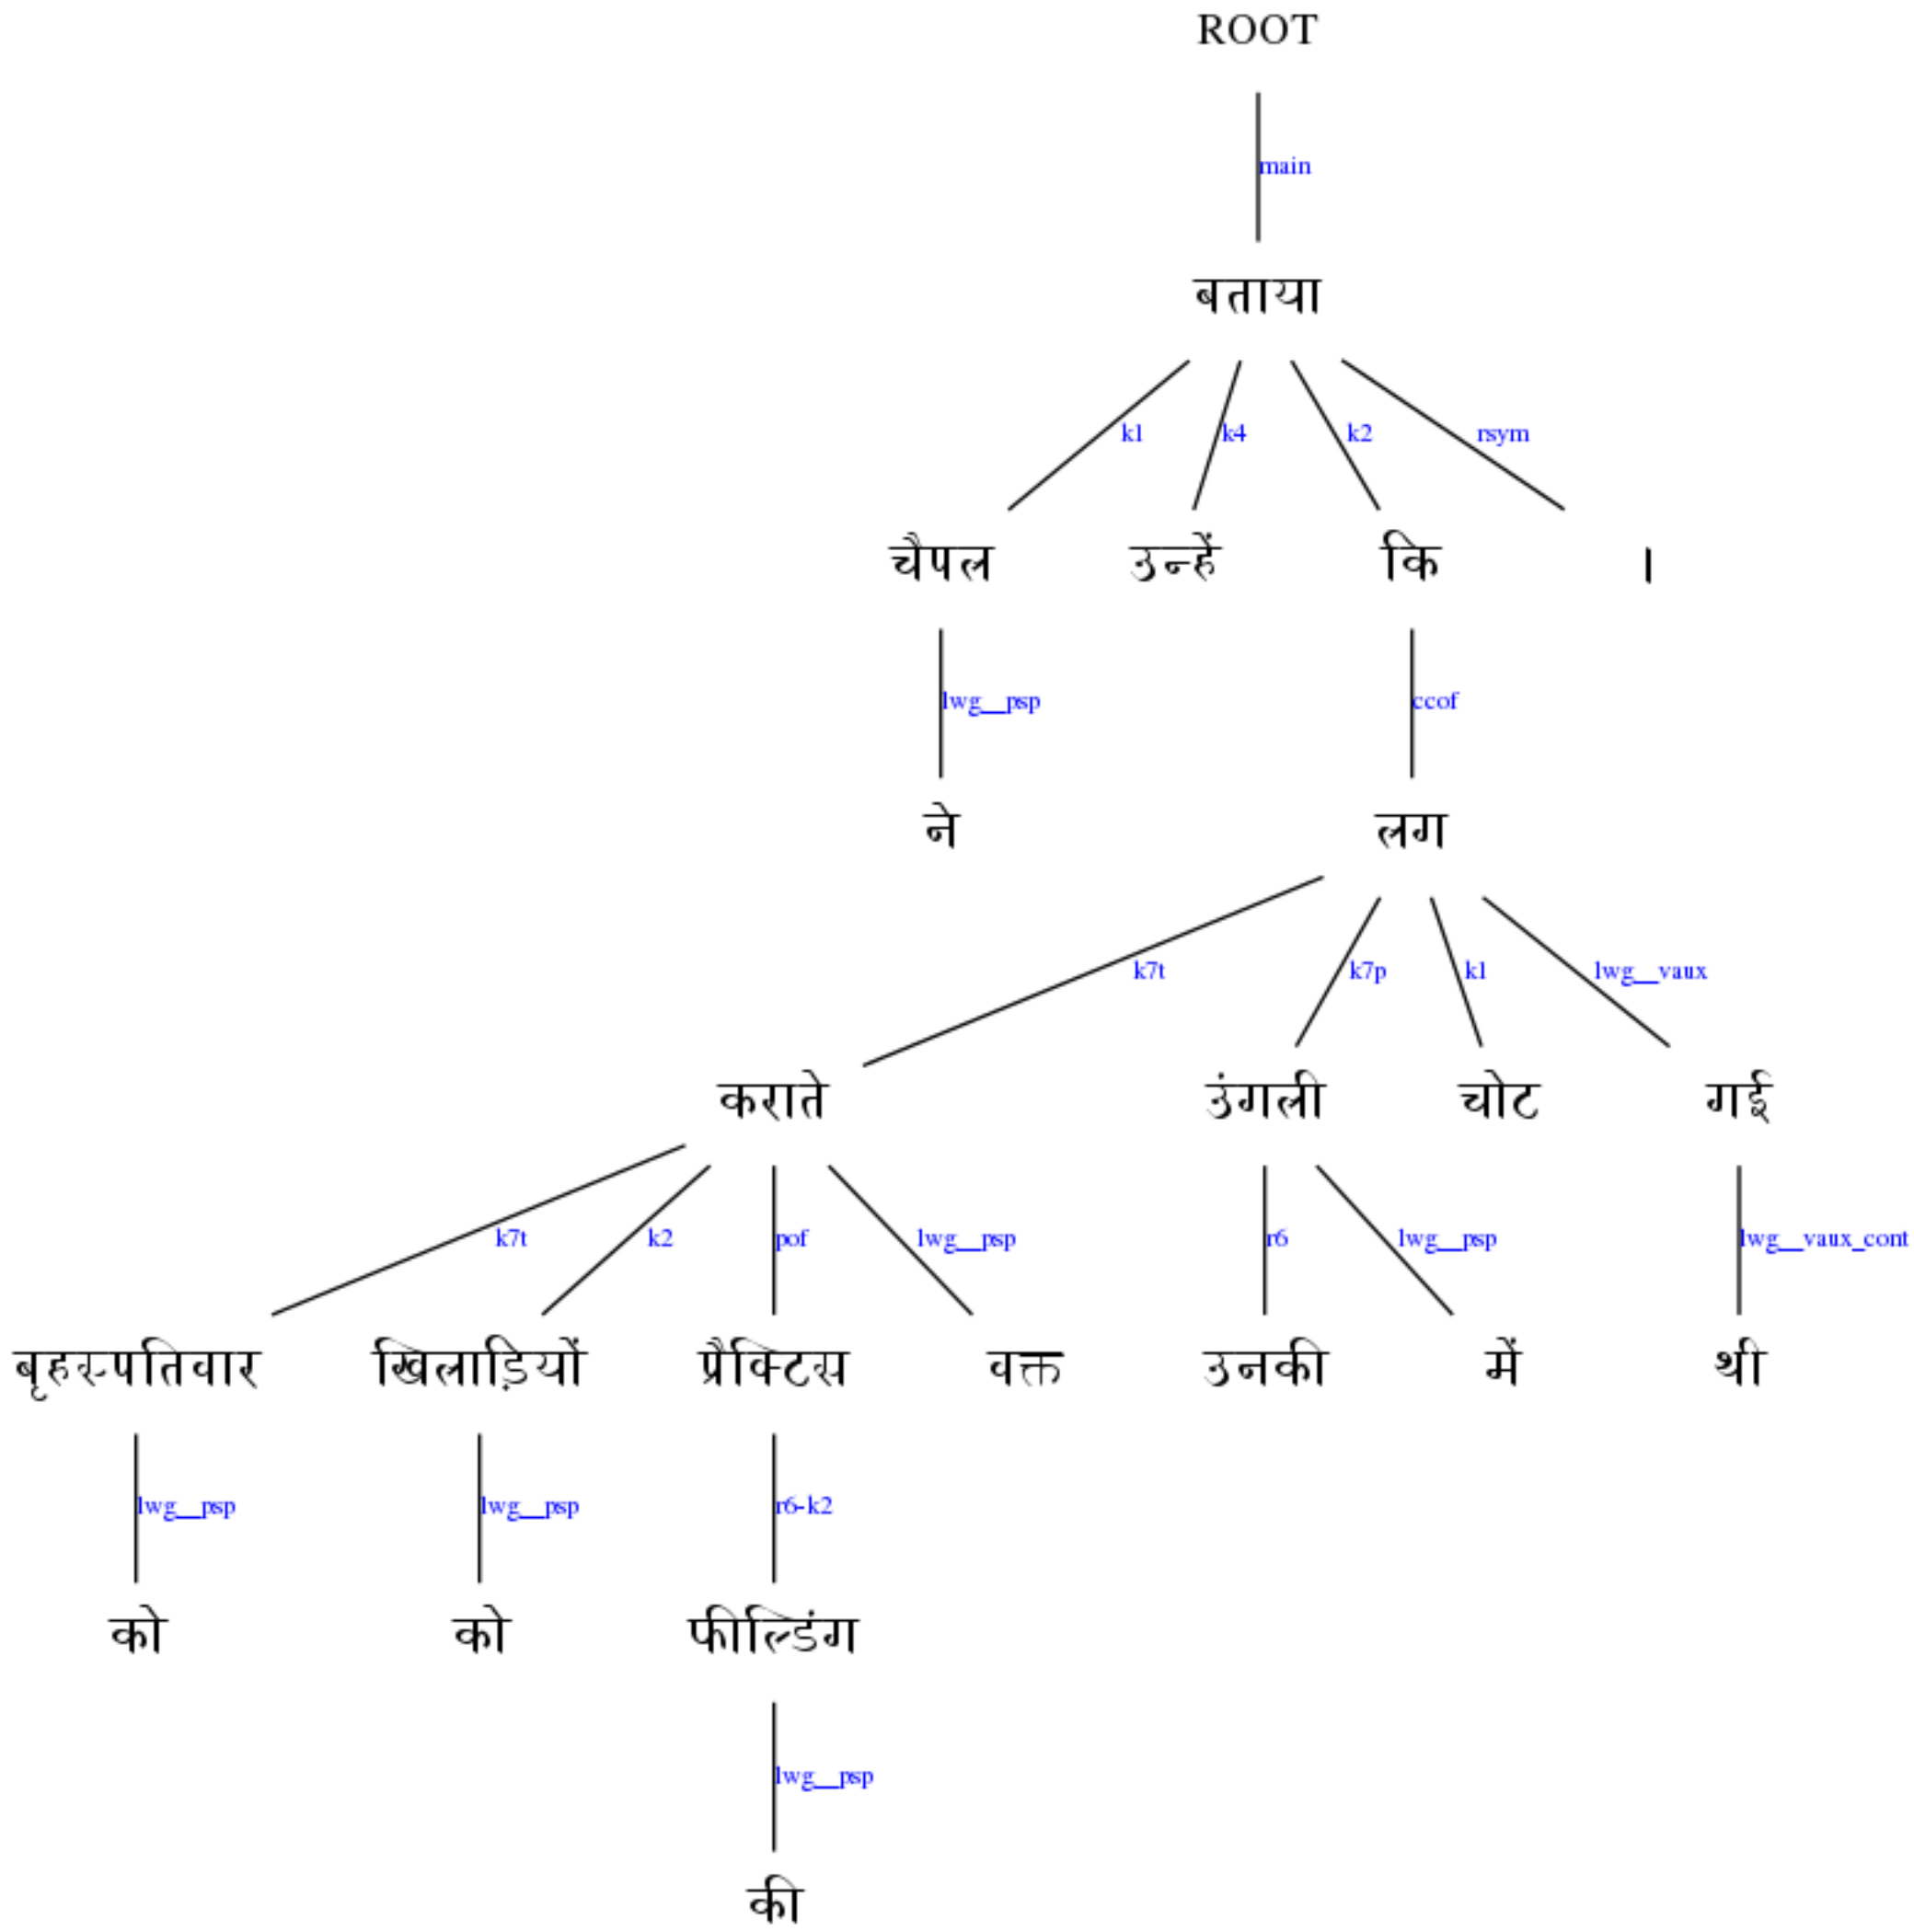 ROOT
main
बताया
k1 k4 k2 rsym
चैपल उन्हें कि ।
lwg__psp ccof
ने लग
k7t k7p k1 lwg__vaux
कराते उंगली चोट गई
k7t k2 pof lwg__psp r6 lwg__psp lwg__vaux_cont
बृहस्पतिवार खिलाड़ियों प्रैक्टिस वक्त उनकी में थी
lwg__psp lwg__psp r6-k2
को को फील्डिंग
lwg__psp
की